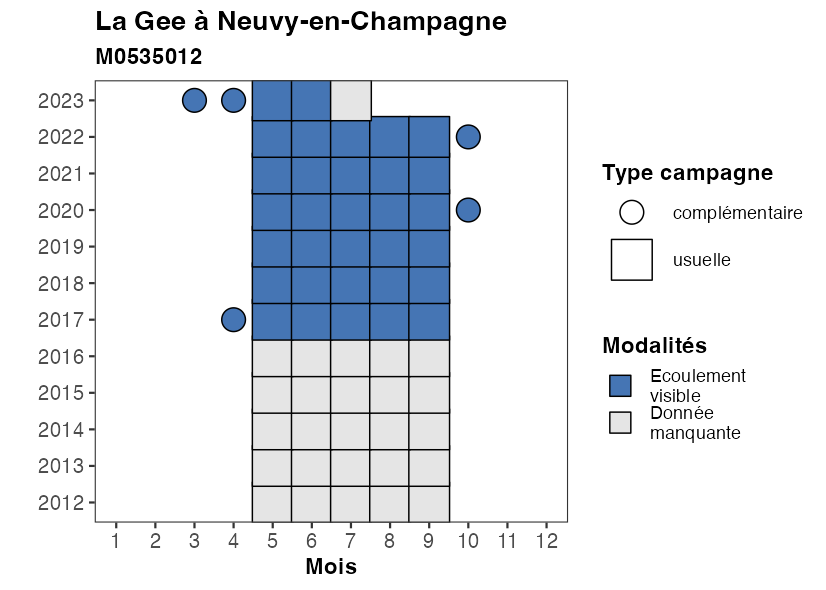 La Gee à Neuvy-en-Champagne
M0535012
2023
2022
2021
2020
2019
2018
2017
2016
2015
2014
2013
2012
1 2 3 4 5 6 7 8 9 10 11 12
Mois
Type campagne
complémentaire
usuelle
Modalités
Ecoulement
visible
Donnée
manquante